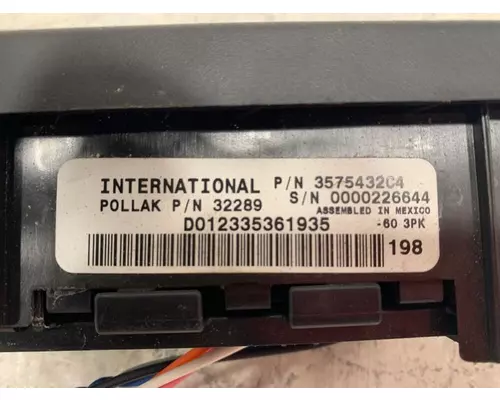 INTERNATIONAL P/N 3575432C4
POLLAK P/N 32289 S/N 0000226644
ASSEMBLED IN MEXICO
D012335361935 -60 3PK
198